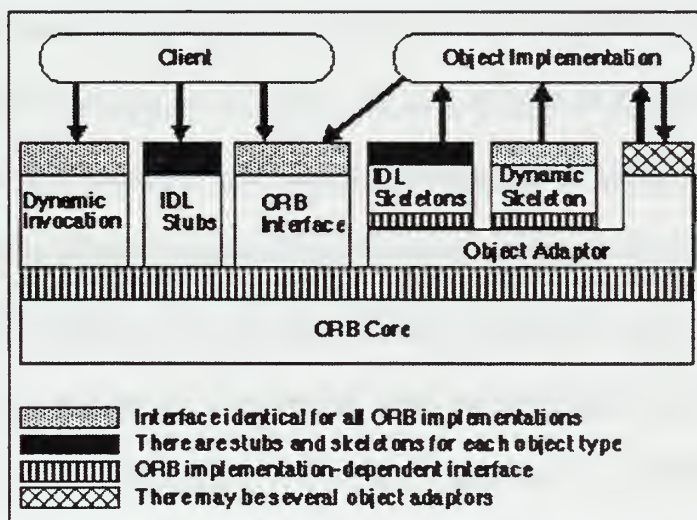 Client
Object Implementation
Dynamic
Invocation
IDL
Stubs
ORB
Interface
IDL
Skeletons
Dynamic
Skeleton
Object Adaptor
ORB Core
Interface identical for all ORB implementations
There are stubs and skeletons for each object type
ORB implementation-dependent interface
There may be several object adaptors